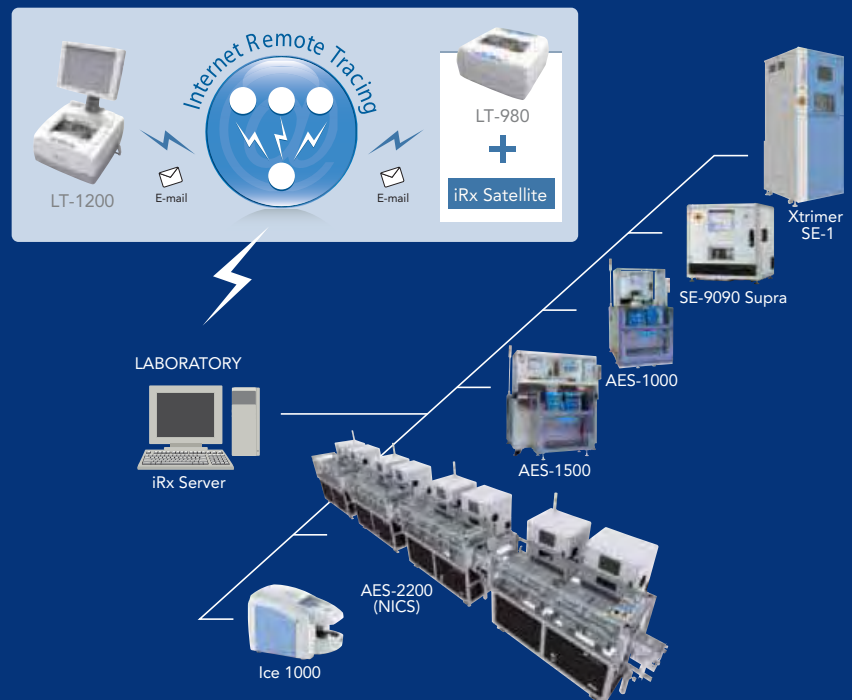 Internet Remote Tracing
LT-1200
E-mail
E-mail
LT-980
+
iRx Satellite
Xtrimer
SE-1
SE-9090 Supra
AES-1000
AES-1500
LABORATORY
iRx Server
AES-2200
(NICS)
Ice 1000